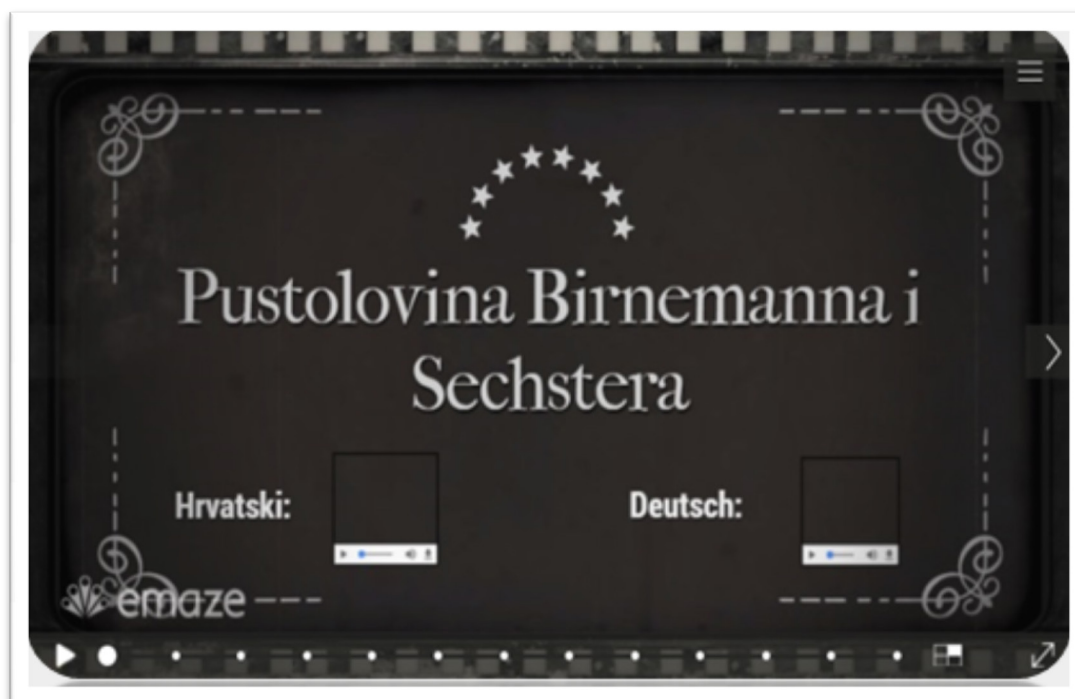 Pustolovina Birnemanna i
Sechstera
Hrvatski:
Deutsch:
emaze